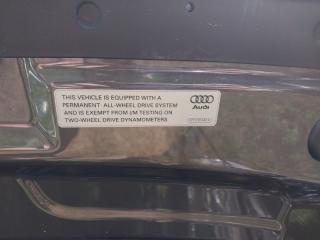 THIS VEHICLE IS EQUIPPED WITH A
PERMANENT ALL-WHEEL DRIVE SYSTEM
AND IS EXEMPT FROM I/M TESTING ON
TWO-WHEEL DRIVE DYNAMOMETERS
Audi